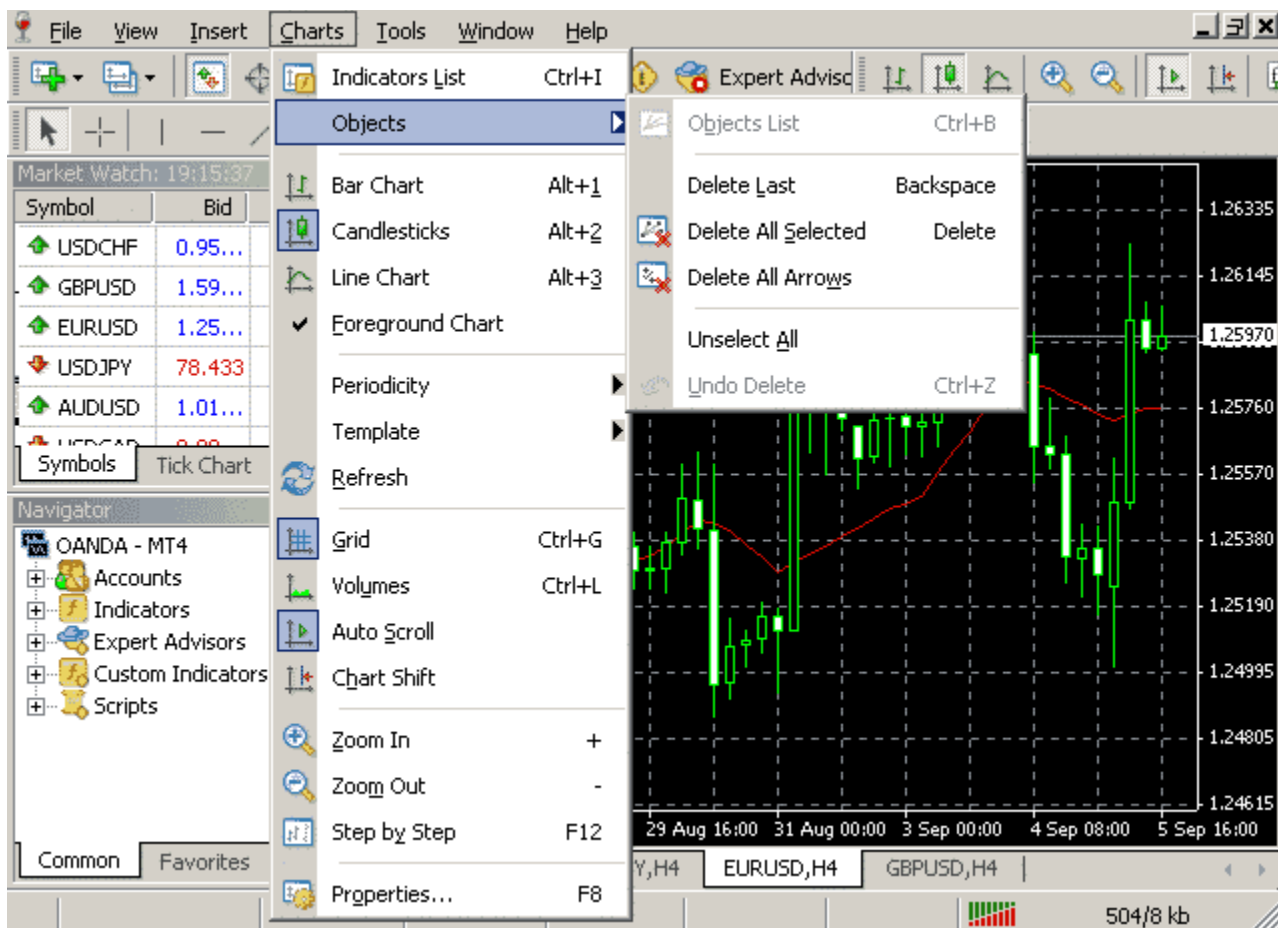 File View Insert Charts Tools Window Help
Expert Advisc
Indicators List Ctrl+I
Objects
Bar Chart Alt+1
Candlesticks Alt+2
Line Chart Alt+3
Foreground Chart
Periodicity
Template
Refresh
Grid Ctrl+G
Volumes Ctrl+L
Auto Scroll
Chart Shift
Zoom In +
Zoom Out -
Step by Step F12
Properties... F8
Objects List Ctrl+B
Delete Last Backspace
Delete All Selected Delete
Delete All Arrows
Unselect All
Undo Delete Ctrl+Z
Market Watch: 19:15:37
Symbol Bid
USDCHF 0.95...
GBPUSD 1.59...
EURUSD 1.25...
USDJPY 78.433
AUDUSD 1.01...
Symbols Tick Chart
Navigator
OANDA - MT4
Accounts
Indicators
Expert Advisors
Custom Indicators
Scripts
Common Favorites
1.26335
1.26145
1.25970
1.25760
1.25570
1.25380
1.25190
1.24995
1.24805
1.24615
29 Aug 16:00 31 Aug 00:00 3 Sep 00:00 4 Sep 08:00 5 Sep 16:00
Y,H4 EURUSD,H4 GBPUSD,H4
504/8 kb